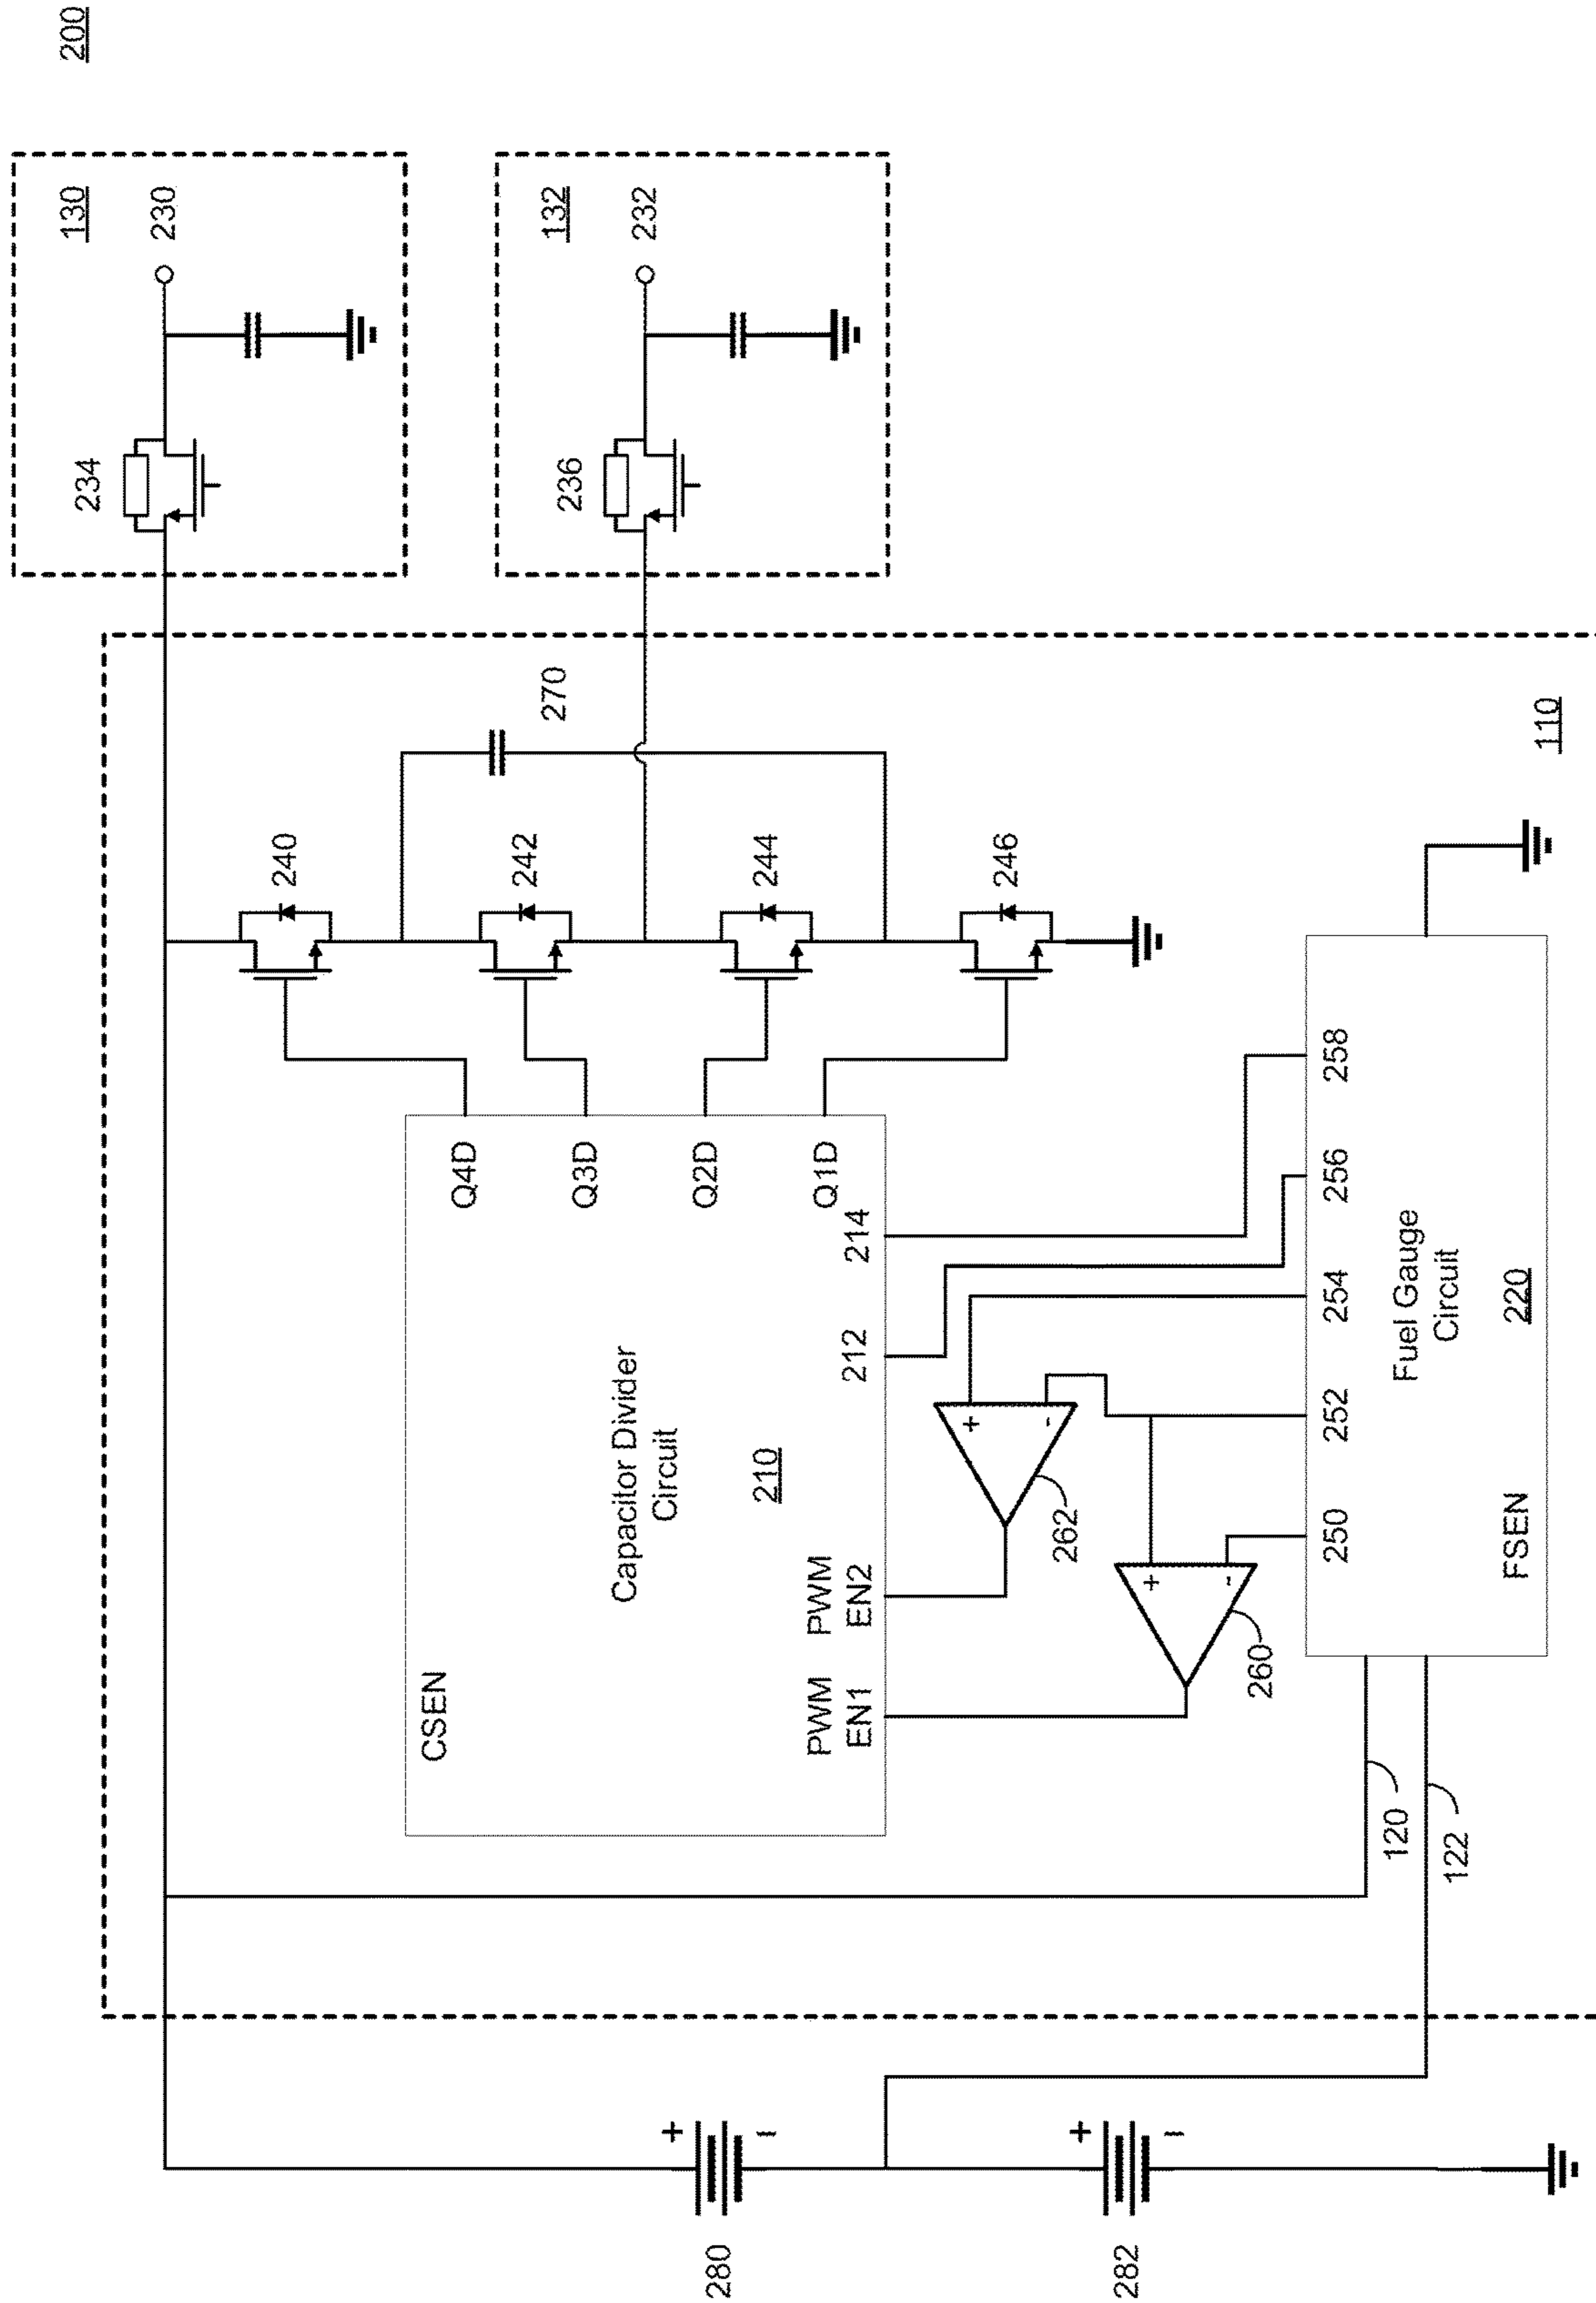 200
130
230
234
132
232
236
270
240
242
244
246
110
Q4D
Q3D
Q2D
Q1D
CSEN
Capacitor Divider
Circuit
210
214
212
PWM
EN2
PWM
EN1
+
-
262
+
-
260
258
256
254
252
250
Fuel Gauge
Circuit
220
FSEN
120
122
+
-
280
+
-
282